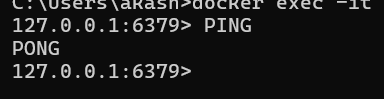 C:\Users\akash>docker exec -it
127.0.0.1:6379> PING
PONG
127.0.0.1:6379>